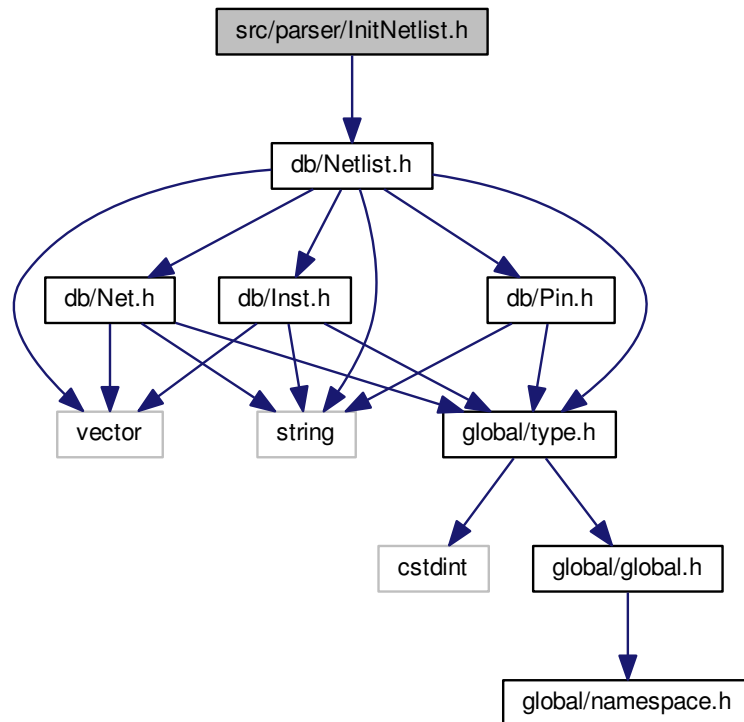 src/parser/InitNetlist.h
db/Netlist.h
db/Net.h
db/Inst.h
db/Pin.h
vector
string
global/type.h
cstdint
global/global.h
global/namespace.h